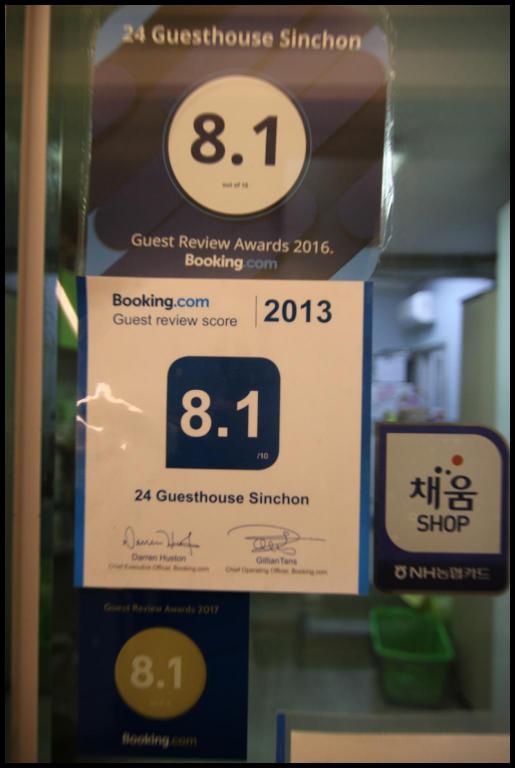 24 Guesthouse Sinchon
8.1
out of 10
Guest Review Awards 2016.
Booking.com
Booking.com
Guest review score
2013
8.1
/10
24 Guesthouse Sinchon
Darren Huston
Chief Executive Officer, Booking.com
Gillian Tans
Chief Operating Officer, Booking.com
채움
SHOP
NH농협카드
Guest Review Awards 2017
8.1
Booking.com